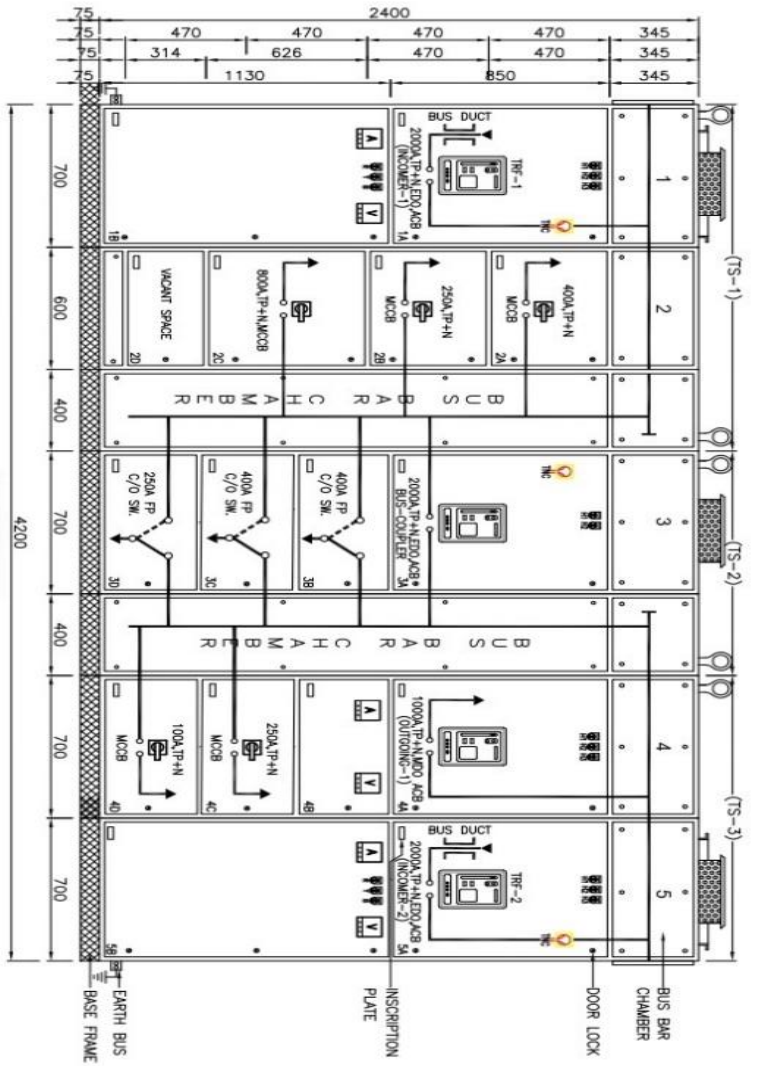 2400
75 470 470 470 470 345
75 314 626 470 470 345
75 1130 850 345
4200
700 600 400 700 400 700 700
(TS-1)
(TS-2)
(TS-3)
1
2
3
4
5
BUS DUCT
TRF-1
2000A,TP+N,EDO,ACB
(INCOMER-1)
TNC
1A
A
V
1B
400A,TP+N
MCCB
2A
250A,TP+N
MCCB
2B
800A,TP+N,MCCB
2C
VACANT SPACE
2D
BUS BAR CHAMBER
TNC
2000A,TP+N,EDO,ACB
BUS-COUPLER
3A
400A FP
C/O SW.
3B
400A FP
C/O SW.
3C
250A FP
C/O SW.
3D
BUS BAR CHAMBER
1000A,TP+N,MDO ACB
(OUTGOING-1)
4A
A
V
4B
250A,TP+N
MCCB
4C
100A,TP+N
MCCB
4D
BUS DUCT
TRF-2
2000A,TP+N,EDO,ACB
(INCOMER-2)
TNC
5A
A
V
5B
BUS BAR
CHAMBER
DOOR LOCK
INSCRIPTION
PLATE
EARTH BUS
BASE FRAME